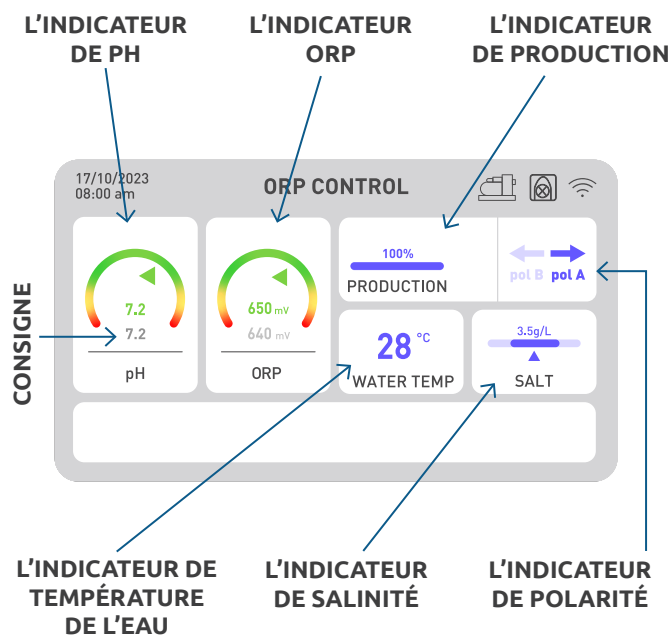 L'INDICATEUR
DE PH
L'INDICATEUR
ORP
L'INDICATEUR
DE PRODUCTION
17/10/2023
08:00 am
ORP CONTROL
7.2
7.2
pH
650 mV
640 mV
ORP
100%
PRODUCTION
pol B pol A
28 °C
WATER TEMP
3.5g/L
SALT
CONSIGNE
L'INDICATEUR DE
TEMPÉRATURE
DE L'EAU
L'INDICATEUR
DE SALINITÉ
L'INDICATEUR
DE POLARITÉ